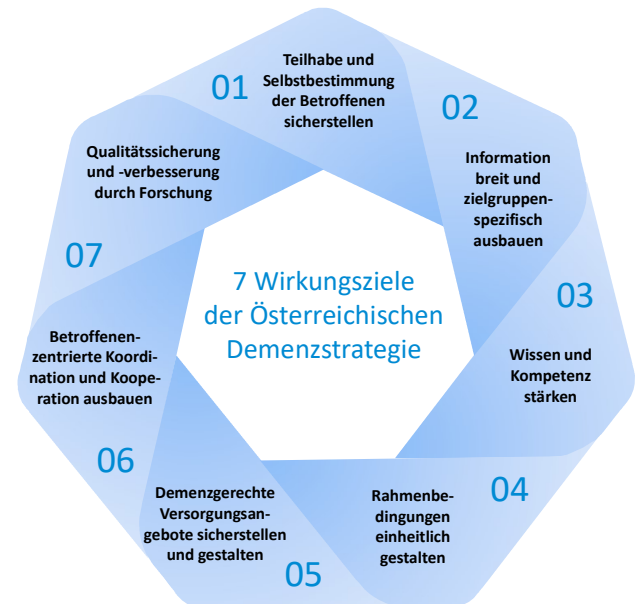 7 Wirkungsziele
der Österreichischen
Demenzstrategie
01
Teilhabe und
Selbstbestimmung
der Betroffenen
sicherstellen
02
Information
breit und
zielgruppen-
spezifisch
ausbauen
03
Wissen und
Kompetenz
stärken
04
Rahmenbe-
dingungen
einheitlich
gestalten
05
Demenzgerechte
Versorgungsan-
gebote sicherstellen
und gestalten
06
Betroffenen-
zentrierte Koordi-
nation und Koope-
ration ausbauen
07
Qualitätssicherung
und -verbesserung
durch Forschung